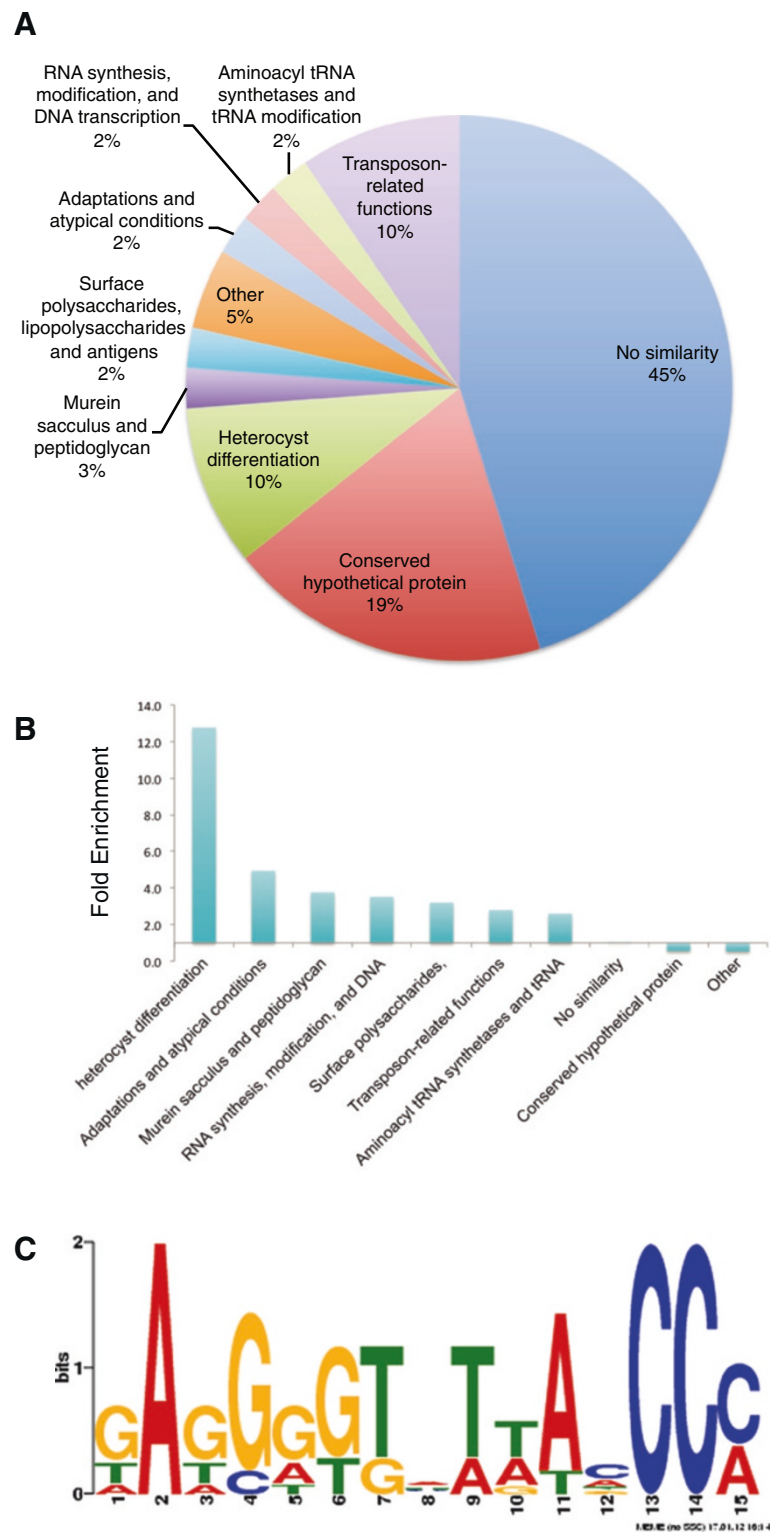 A
RNA synthesis,
modification, and
DNA transcription
2%
Aminoacyl tRNA
synthetases and
tRNA modification
2%
Transposon-
related
functions
10%
Adaptations and
atypical conditions
2%
Other
5%
Surface
polysaccharides,
lipopolysaccharides
and antigens
2%
No similarity
45%
Murein
sacculus and
peptidoglycan
3%
Heterocyst
differentiation
10%
Conserved
hypothetical protein
19%
B
Fold Enrichment
14.0
12.0
10.0
8.0
6.0
4.0
2.0
0.0
heterocyst differentiation
Adaptations and atypical conditions
Murein sacculus and peptidoglycan
RNA synthesis, modification, and DNA
Surface polysaccharides,
Transposon-related functions
Aminoacyl tRNA synthetases and tRNA
No similarity
Conserved hypothetical protein
Other
C
bits
2
1
0
G A G G G G T T T A C C C C
T T C A T G A A T A A
A A T G G
1 2 3 4 5 6 7 8 9 10 11 12 13 14 15
MEME (no SSC)